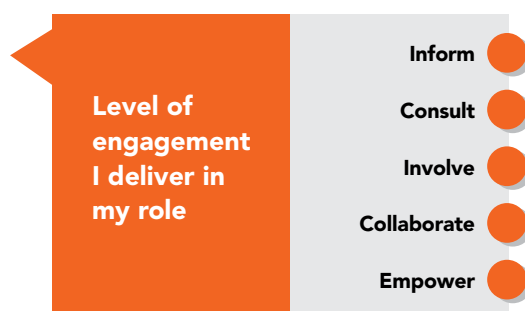 Level of
engagement
I deliver in
my role
Inform
Consult
Involve
Collaborate
Empower